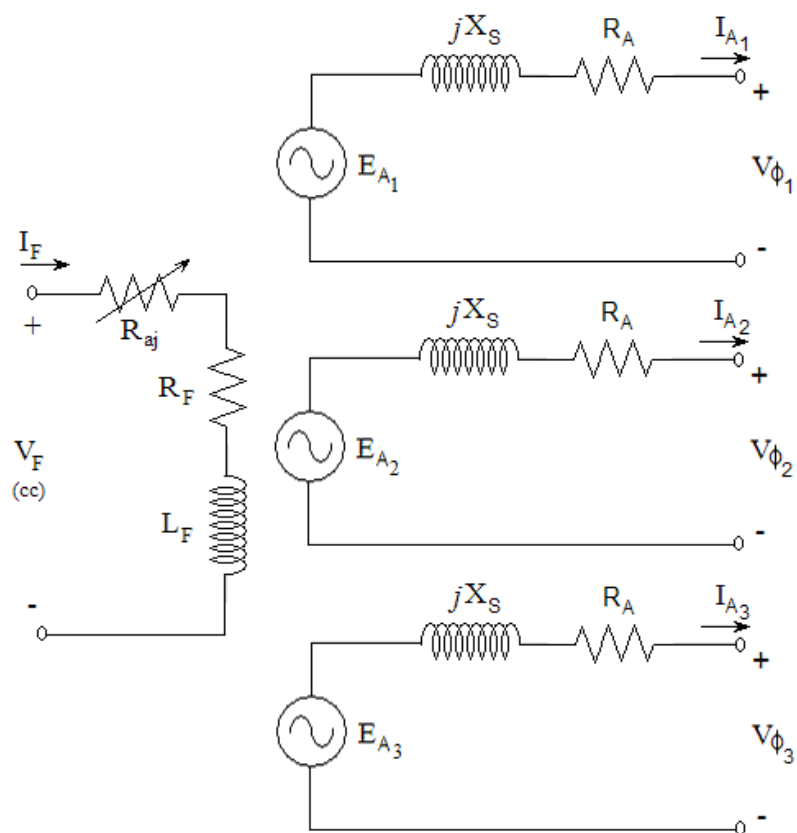 jX_S R_A I_A1
+
E_A1 V_ϕ1
-
I_F
R_aj
+
R_F
V_F
(cc)
L_F
-
jX_S R_A I_A2
+
E_A2 V_ϕ2
-
jX_S R_A I_A3
+
E_A3 V_ϕ3
-